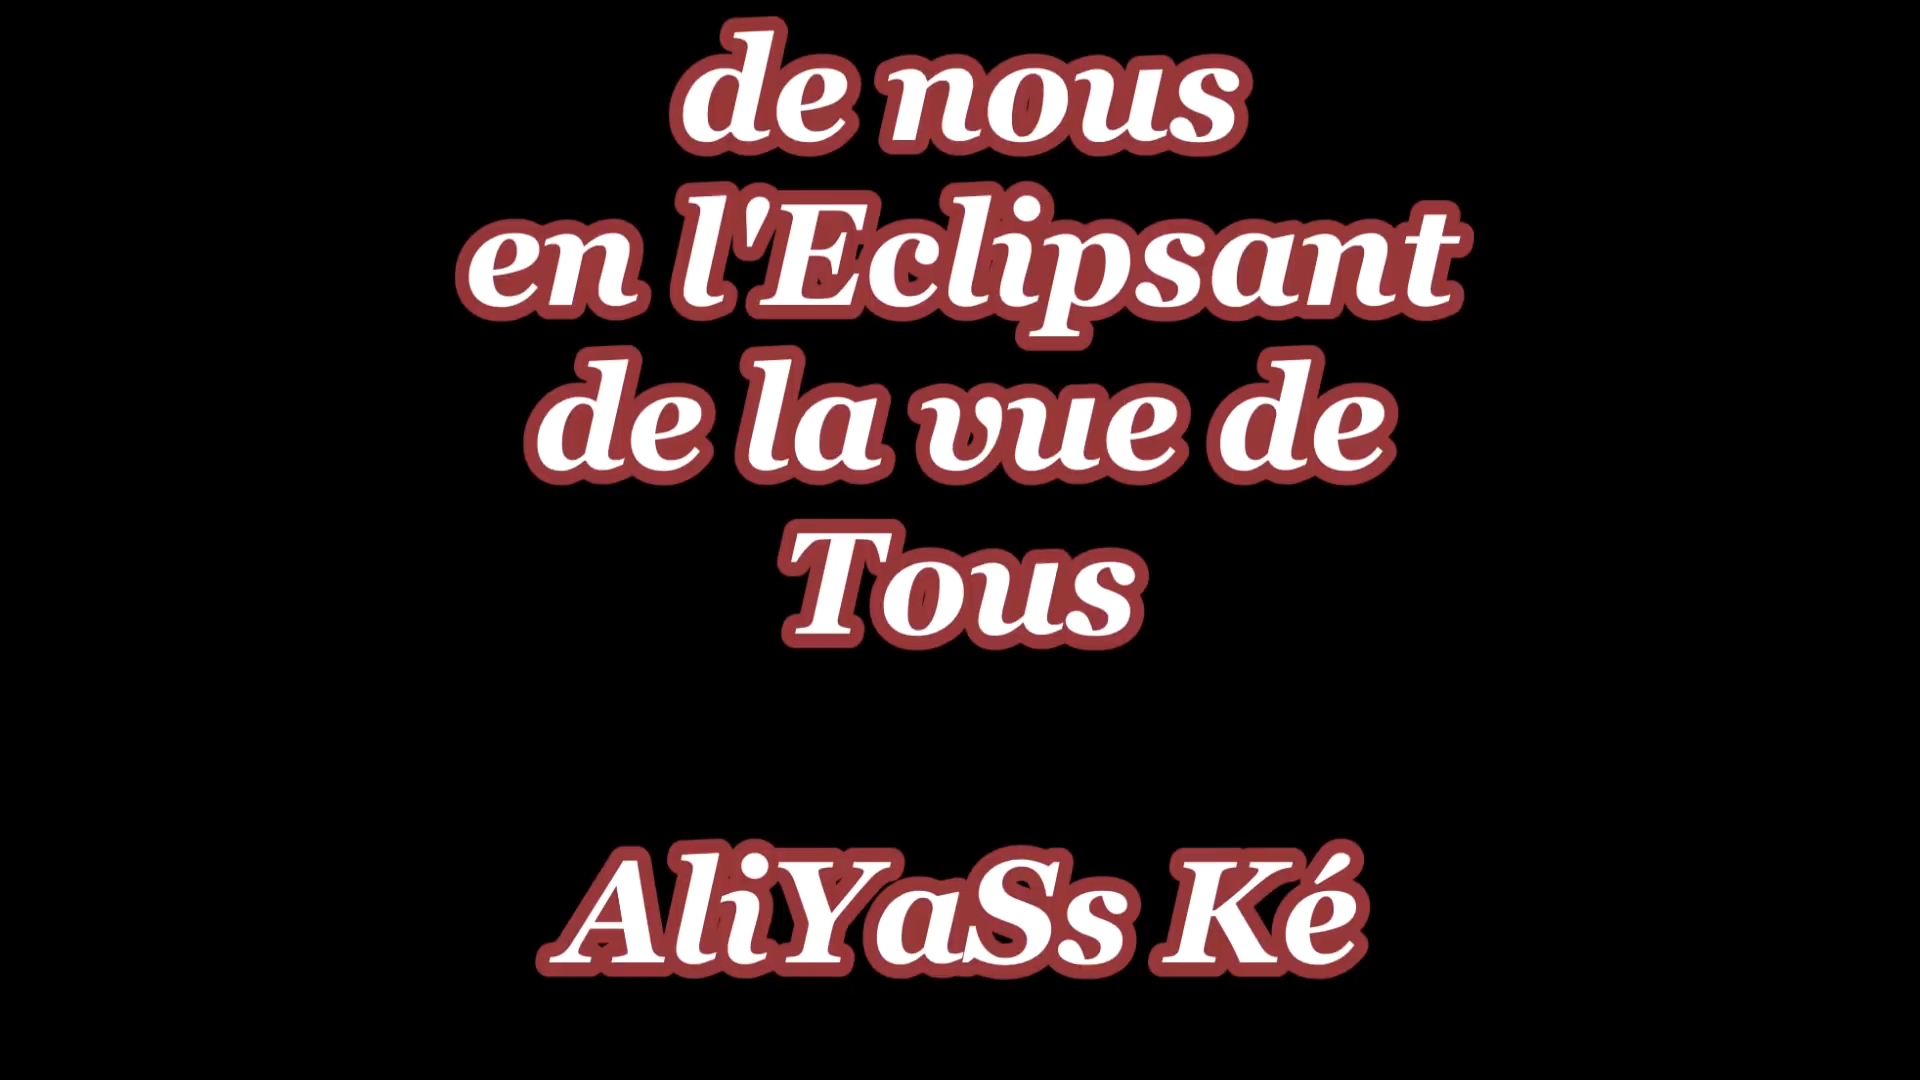 de nous
en l'Eclipsant
de la vue de
Tous
AliYaSs Ké